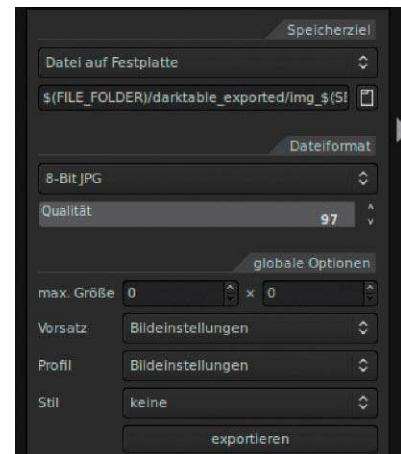 Speicherziel
Datei auf Festplatte
$(FILE_FOLDER)/darktable_exported/img_$(SE
Dateiformat
8-Bit JPG
Qualität 97
globale Optionen
max. Größe 0 × 0
Vorsatz Bildeinstellungen
Profil Bildeinstellungen
Stil keine
exportieren